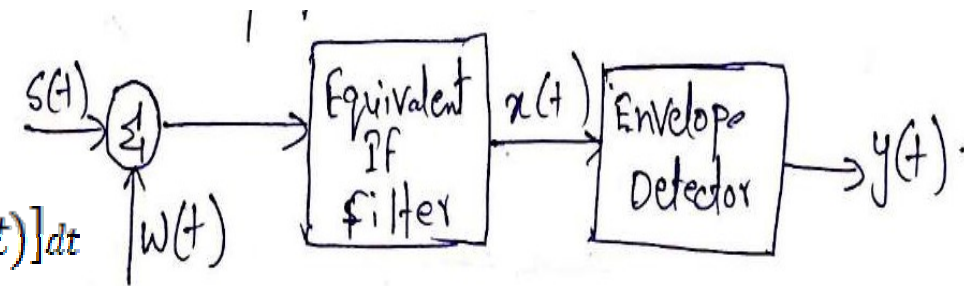 S(t)
Σ
W(t)
t)]dt
Equivalent
If
filter
x(t)
Envelope
Detector
y(t).